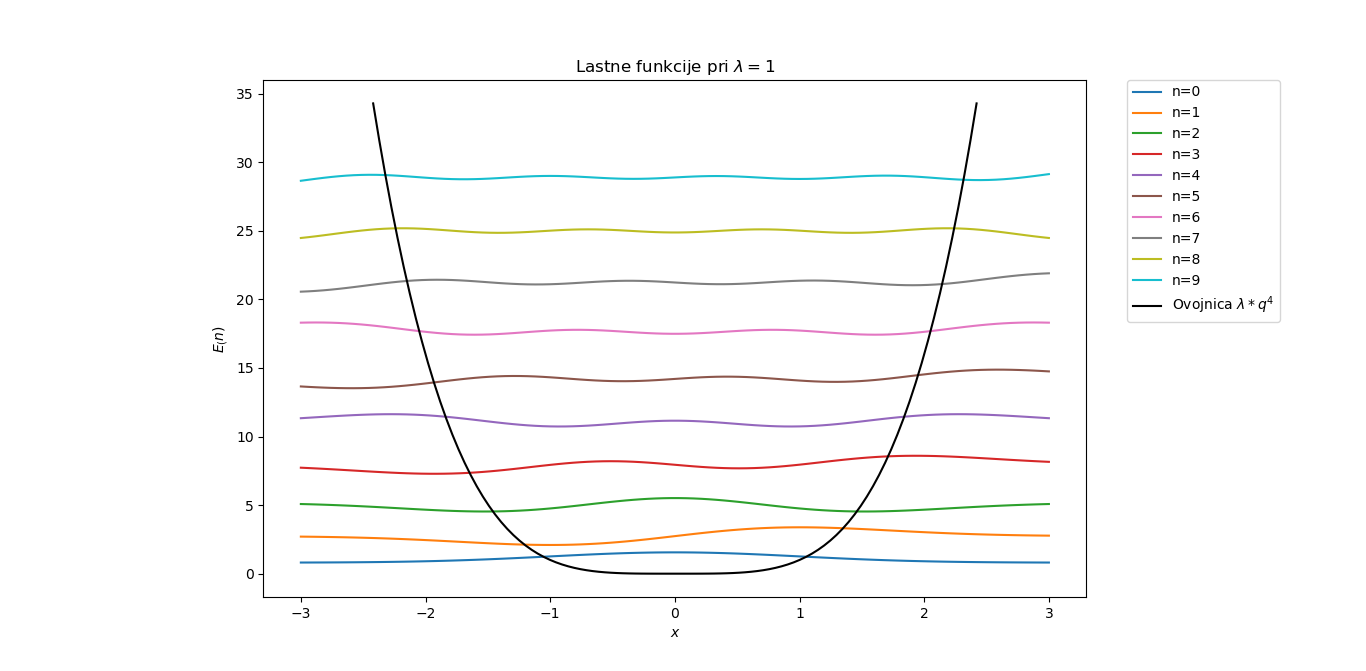 Lastne funkcije pri λ = 1
35
30
25
20
15
10
5
0
E(n)
−3
−2
−1
0
1
2
3
x
n=0
n=1
n=2
n=3
n=4
n=5
n=6
n=7
n=8
n=9
Ovojnica λ * q⁴